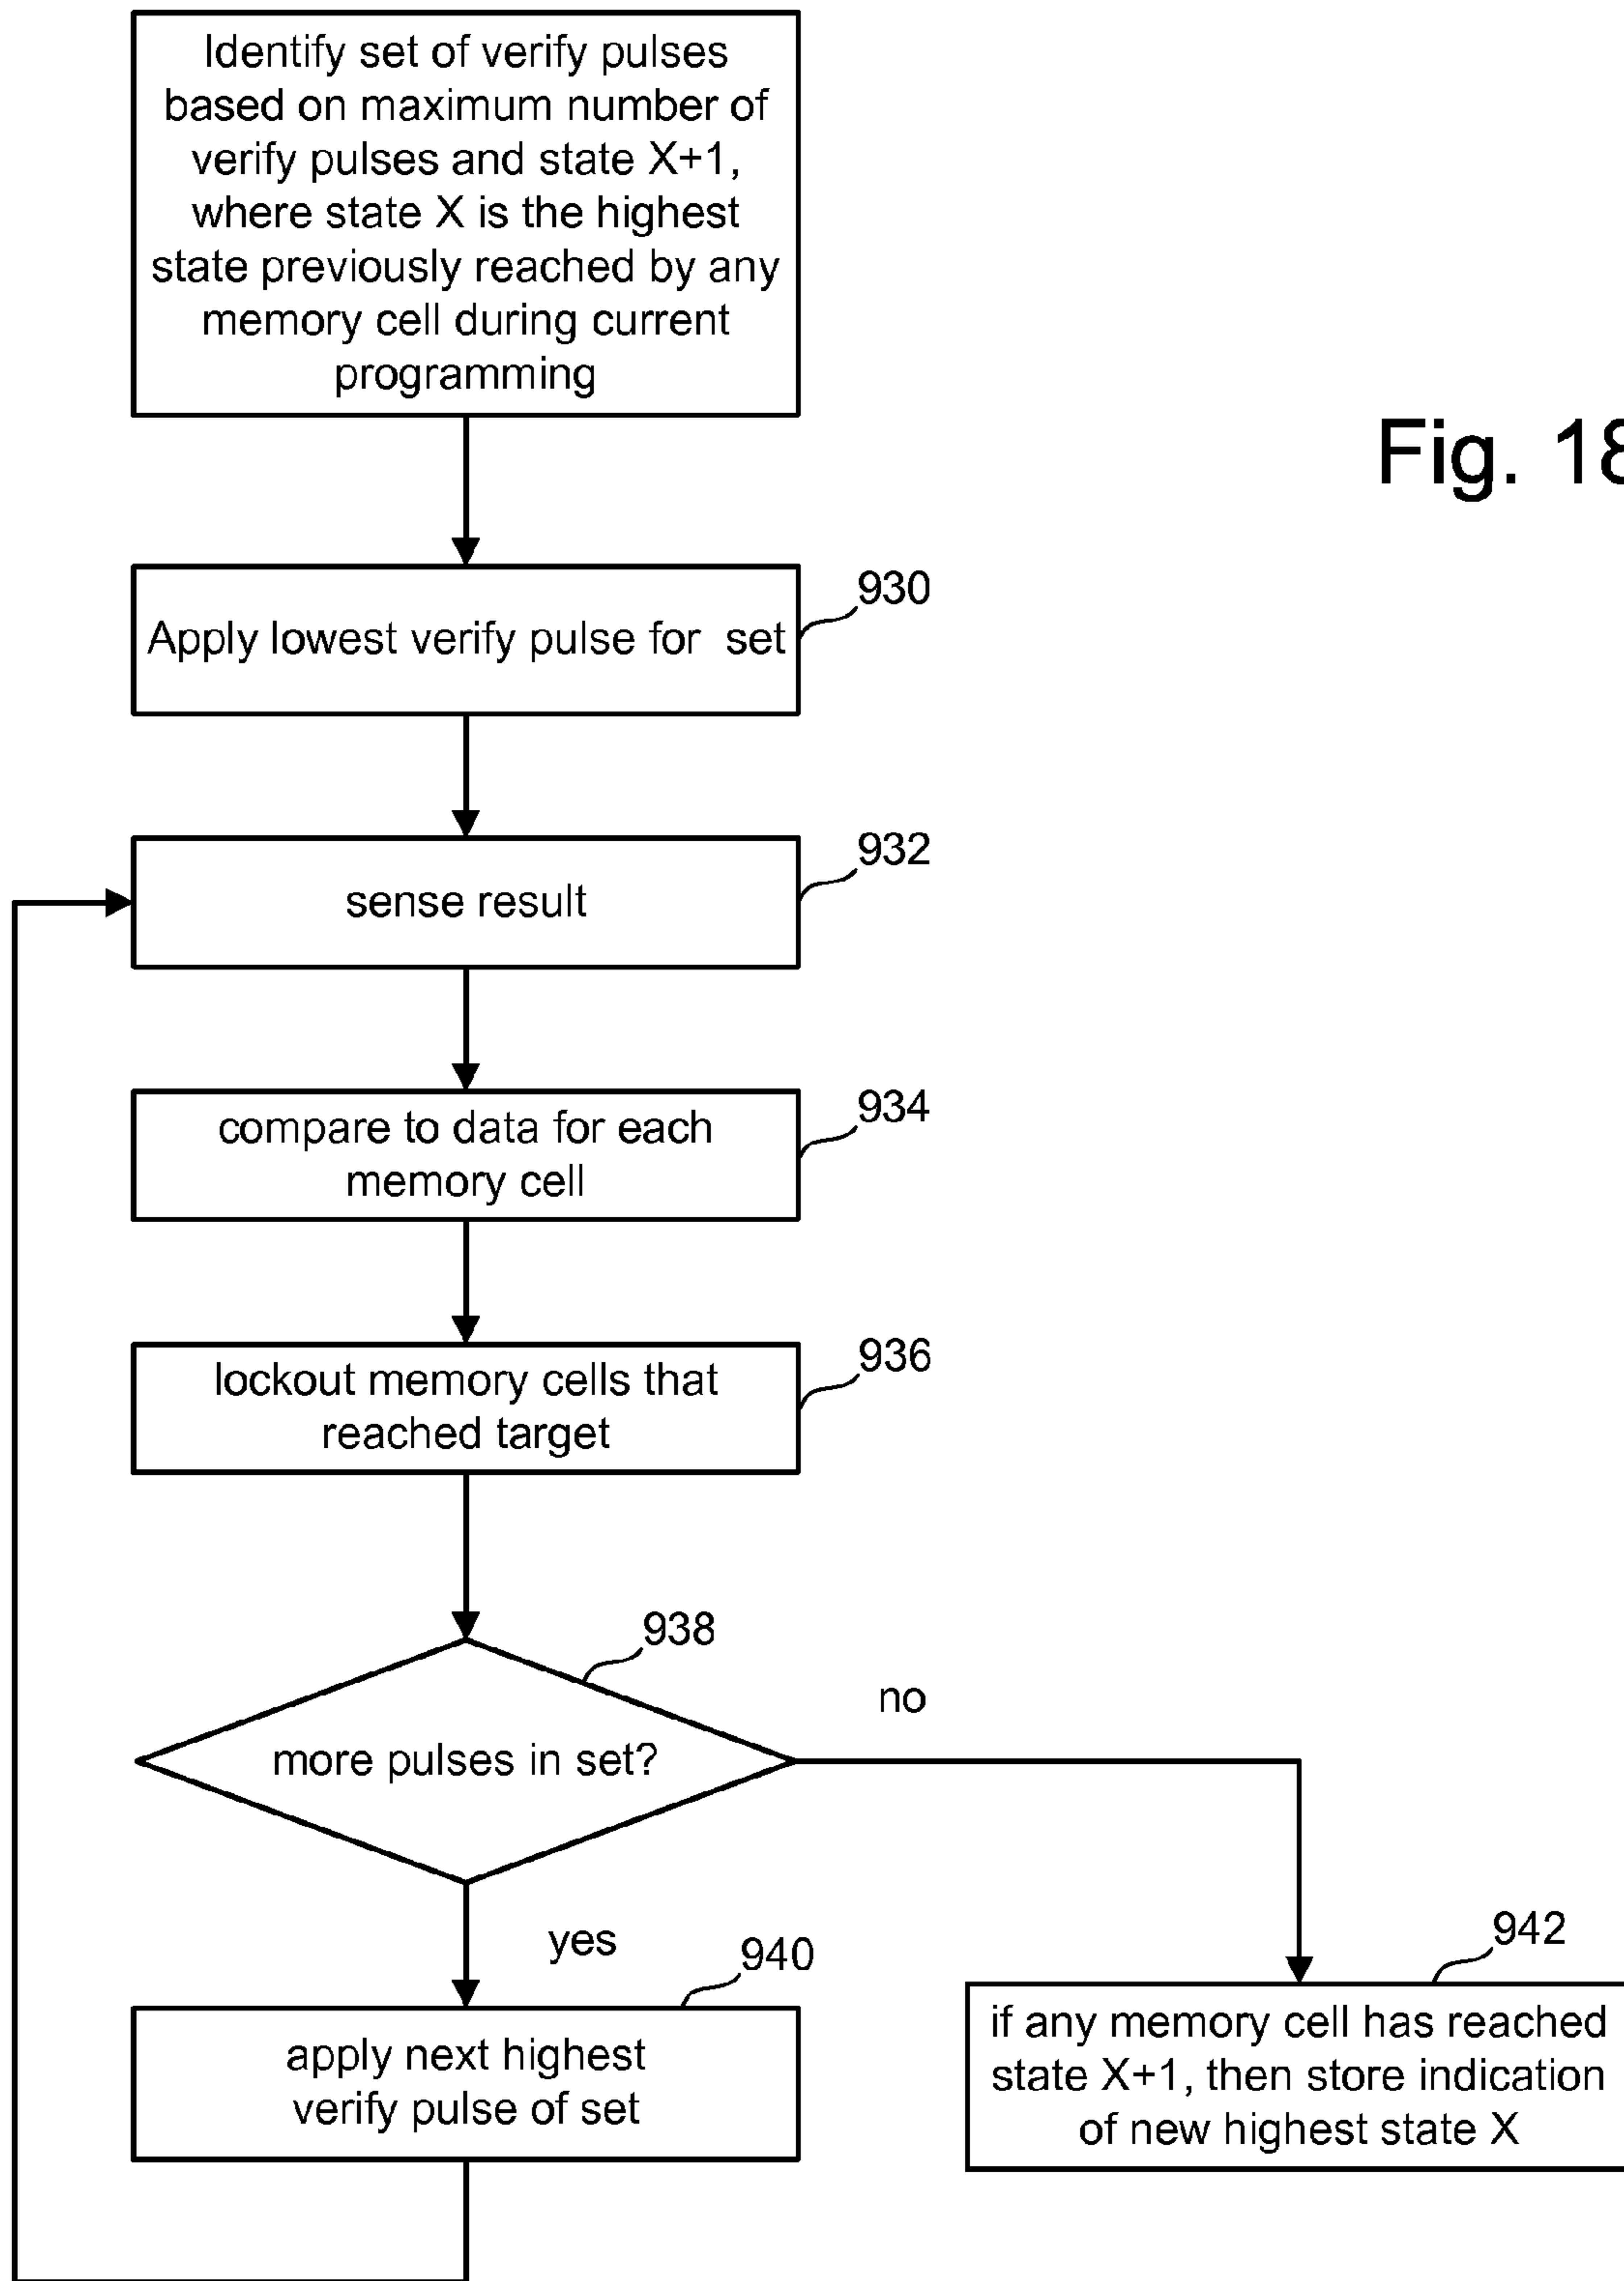 Identify set of verify pulses
based on maximum number of
verify pulses and state X+1,
where state X is the highest
state previously reached by any
memory cell during current
programming
Fig. 18
930
Apply lowest verify pulse for set
932
sense result
934
compare to data for each
memory cell
936
lockout memory cells that
reached target
938
no
more pulses in set?
yes
940
942
apply next highest
verify pulse of set
if any memory cell has reached
state X+1, then store indication
of new highest state X